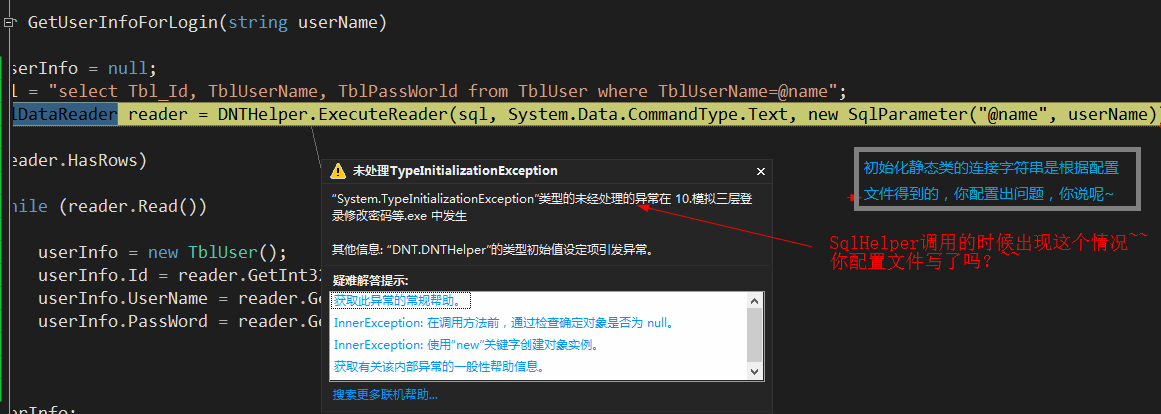 GetUserInfoForLogin(string userName)
serInfo = null;
= "select Tbl_Id, TblUserName, TblPassWorld from TblUser where TblUserName=@name";
lDataReader reader = DNTHelper.ExecuteReader(sql, System.Data.CommandType.Text, new SqlParameter("@name", userName))
eader.HasRows)
hile (reader.Read())
userInfo = new TblUser();
userInfo.Id = reader.GetInt32
userInfo.UserName = reader.Ge
userInfo.PassWord = reader.Ge
erInfo;
未处理TypeInitializationException
“System.TypeInitializationException”类型的未经处理的异常在 10.模拟三层登
录修改密码等.exe 中发生
其他信息: “DNT.DNTHelper”的类型初始值设定项引发异常。
疑难解答提示:
获取此异常的常规帮助。
InnerException: 在调用方法前，通过检查确定对象是否为 null。
InnerException: 使用“new”关键字创建对象实例。
获取有关该内部异常的一般性帮助信息。
搜索更多联机帮助...
初始化静态类的连接字符串是根据配置
文件得到的，你配置出问题，你说呢~
SqlHelper调用的时候出现这个情况~~
你配置文件写了吗？~~